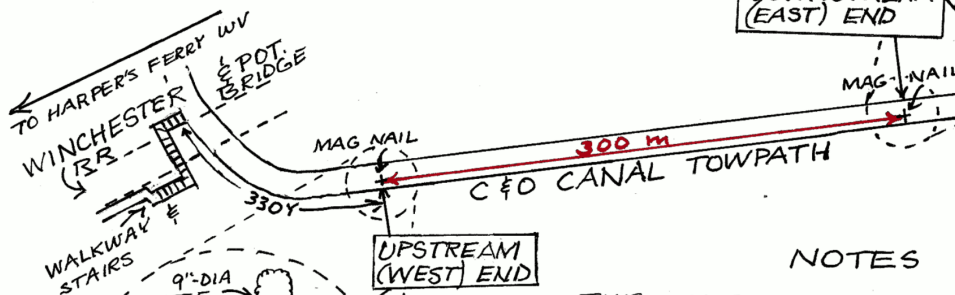 (EAST) END
TO HARPER'S FERRY WV
WINCHESTER
& POT.
BRIDGE
RR
MAG NAIL
MAG NAIL
300 m
C & O CANAL TOWPATH
330Y
WALKWAY
&
STAIRS
UPSTREAM
(WEST) END
NOTES
9"-DIA